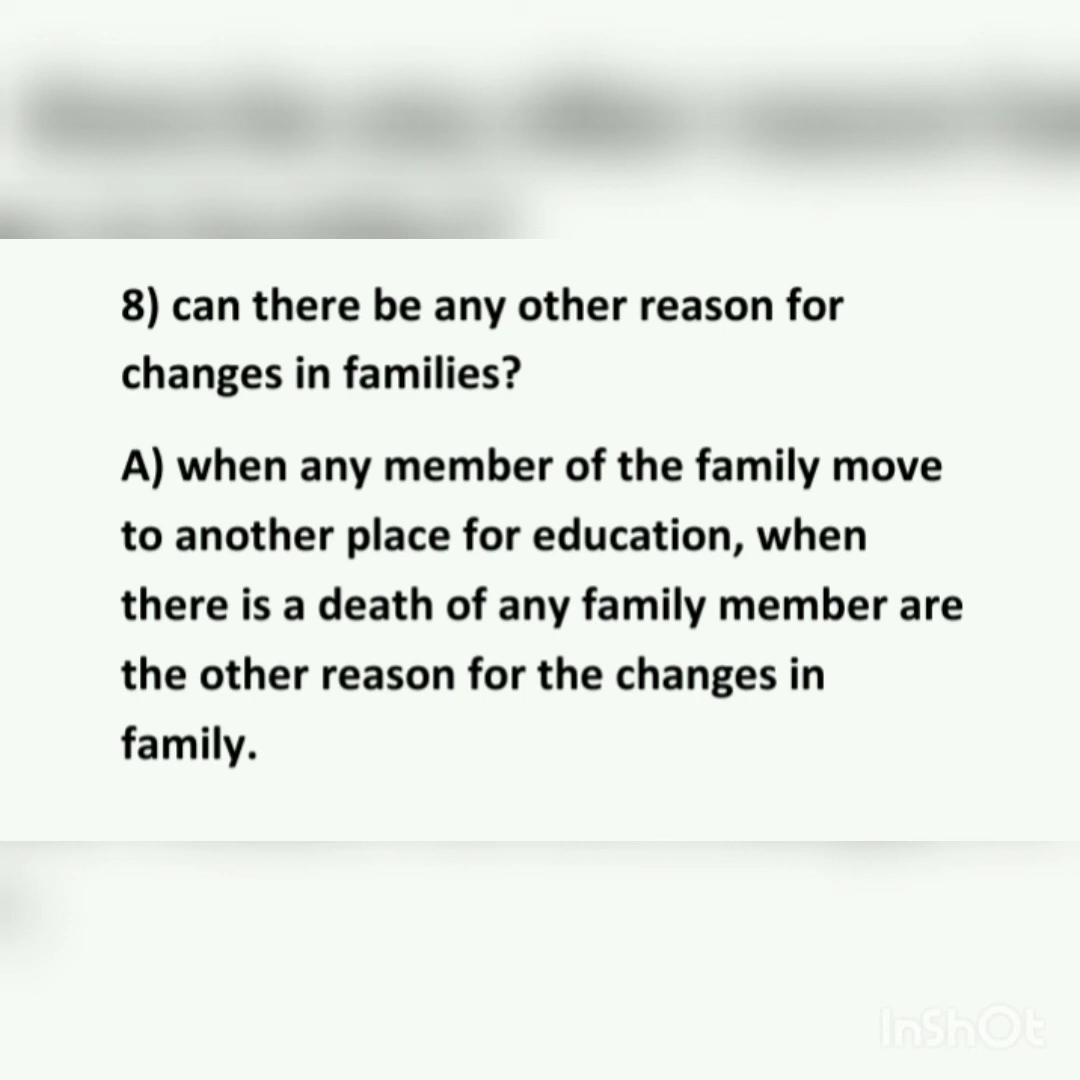 8) can there be any other reason for
changes in families?
A) when any member of the family move
to another place for education, when
there is a death of any family member are
the other reason for the changes in
family.
InShOt